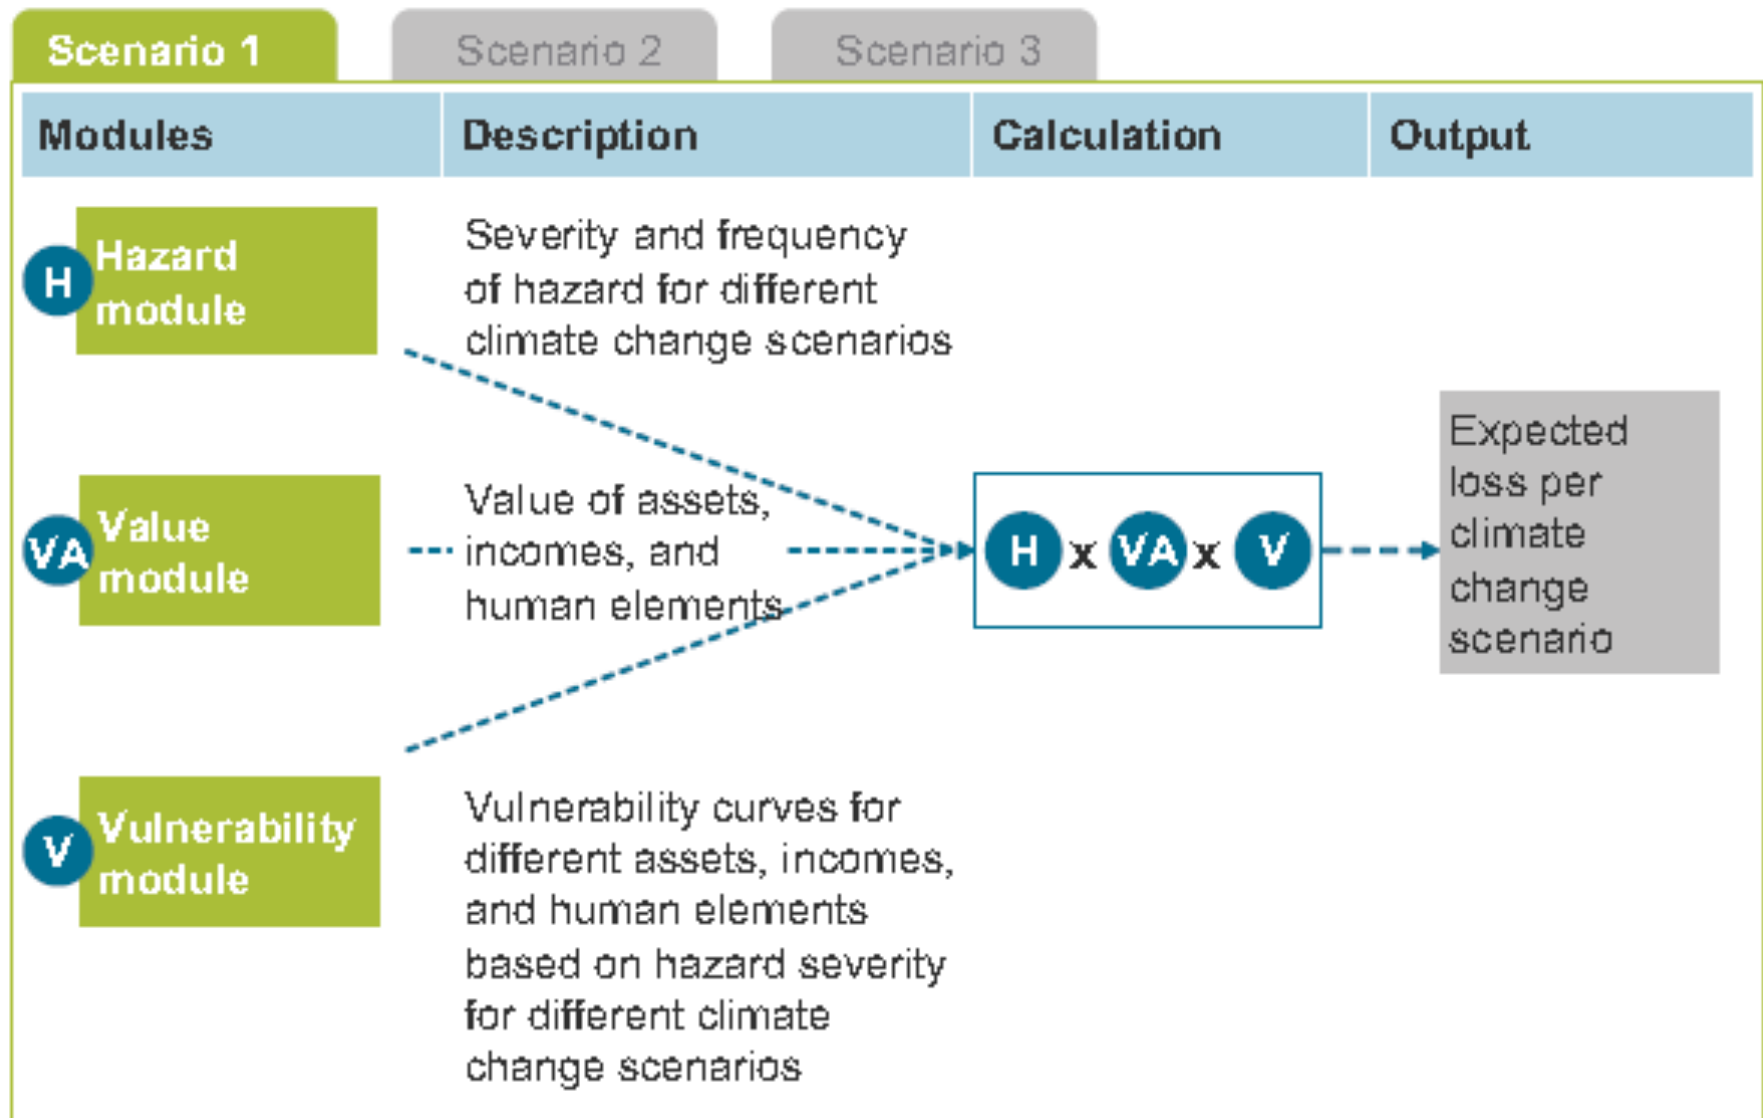 Scenario 1
Scenario 2
Scenario 3
Modules
Description
Calculation
Output
H
Hazard
module
Severity and frequency
of hazard for different
climate change scenarios
VA
Value
module
Value of assets,
incomes, and
human elements
H x VA x V
Expected
loss per
climate
change
scenario
V
Vulnerability
module
Vulnerability curves for
different assets, incomes,
and human elements
based on hazard severity
for different climate
change scenarios